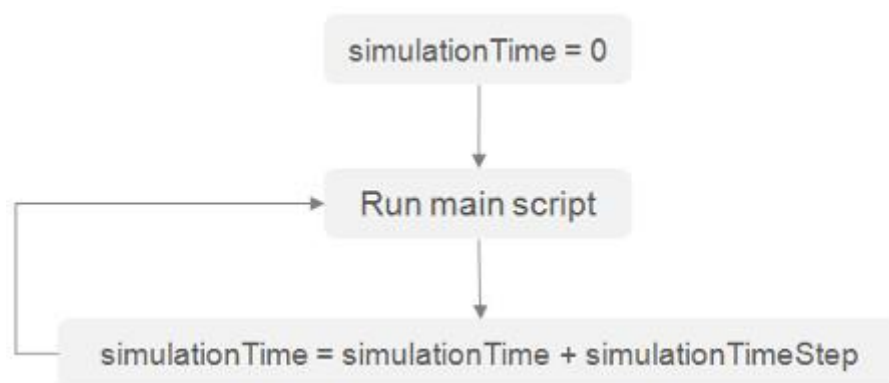 simulationTime = 0
Run main script
simulationTime = simulationTime + simulationTimeStep